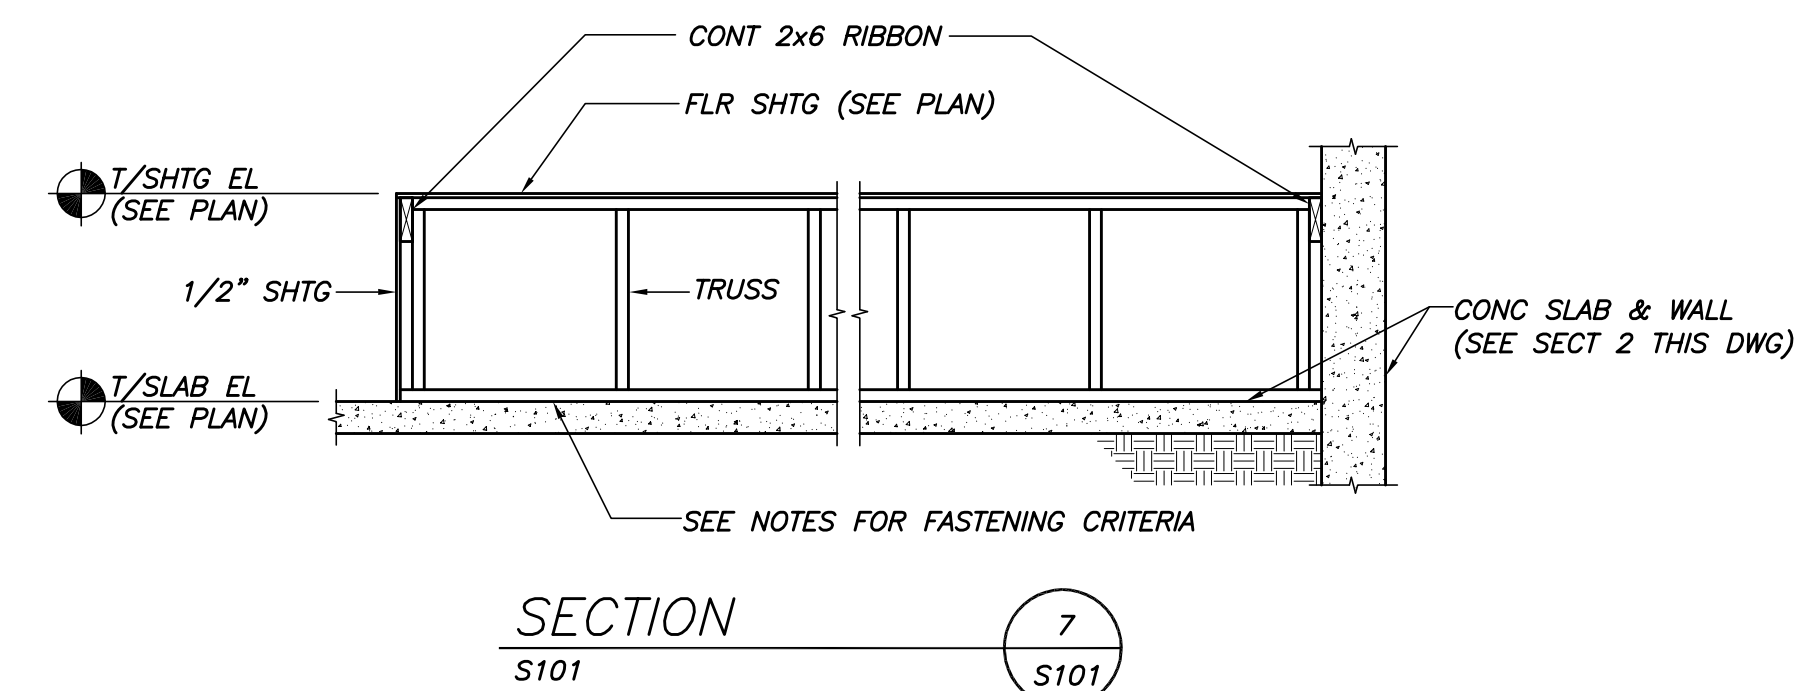 CONT 2x6 RIBBON
FLR SHTG (SEE PLAN)
T/SHTG EL
(SEE PLAN)
1/2" SHTG
TRUSS
CONC SLAB & WALL
(SEE SECT 2 THIS DWG)
T/SLAB EL
(SEE PLAN)
SEE NOTES FOR FASTENING CRITERIA
SECTION
S101
7
S101